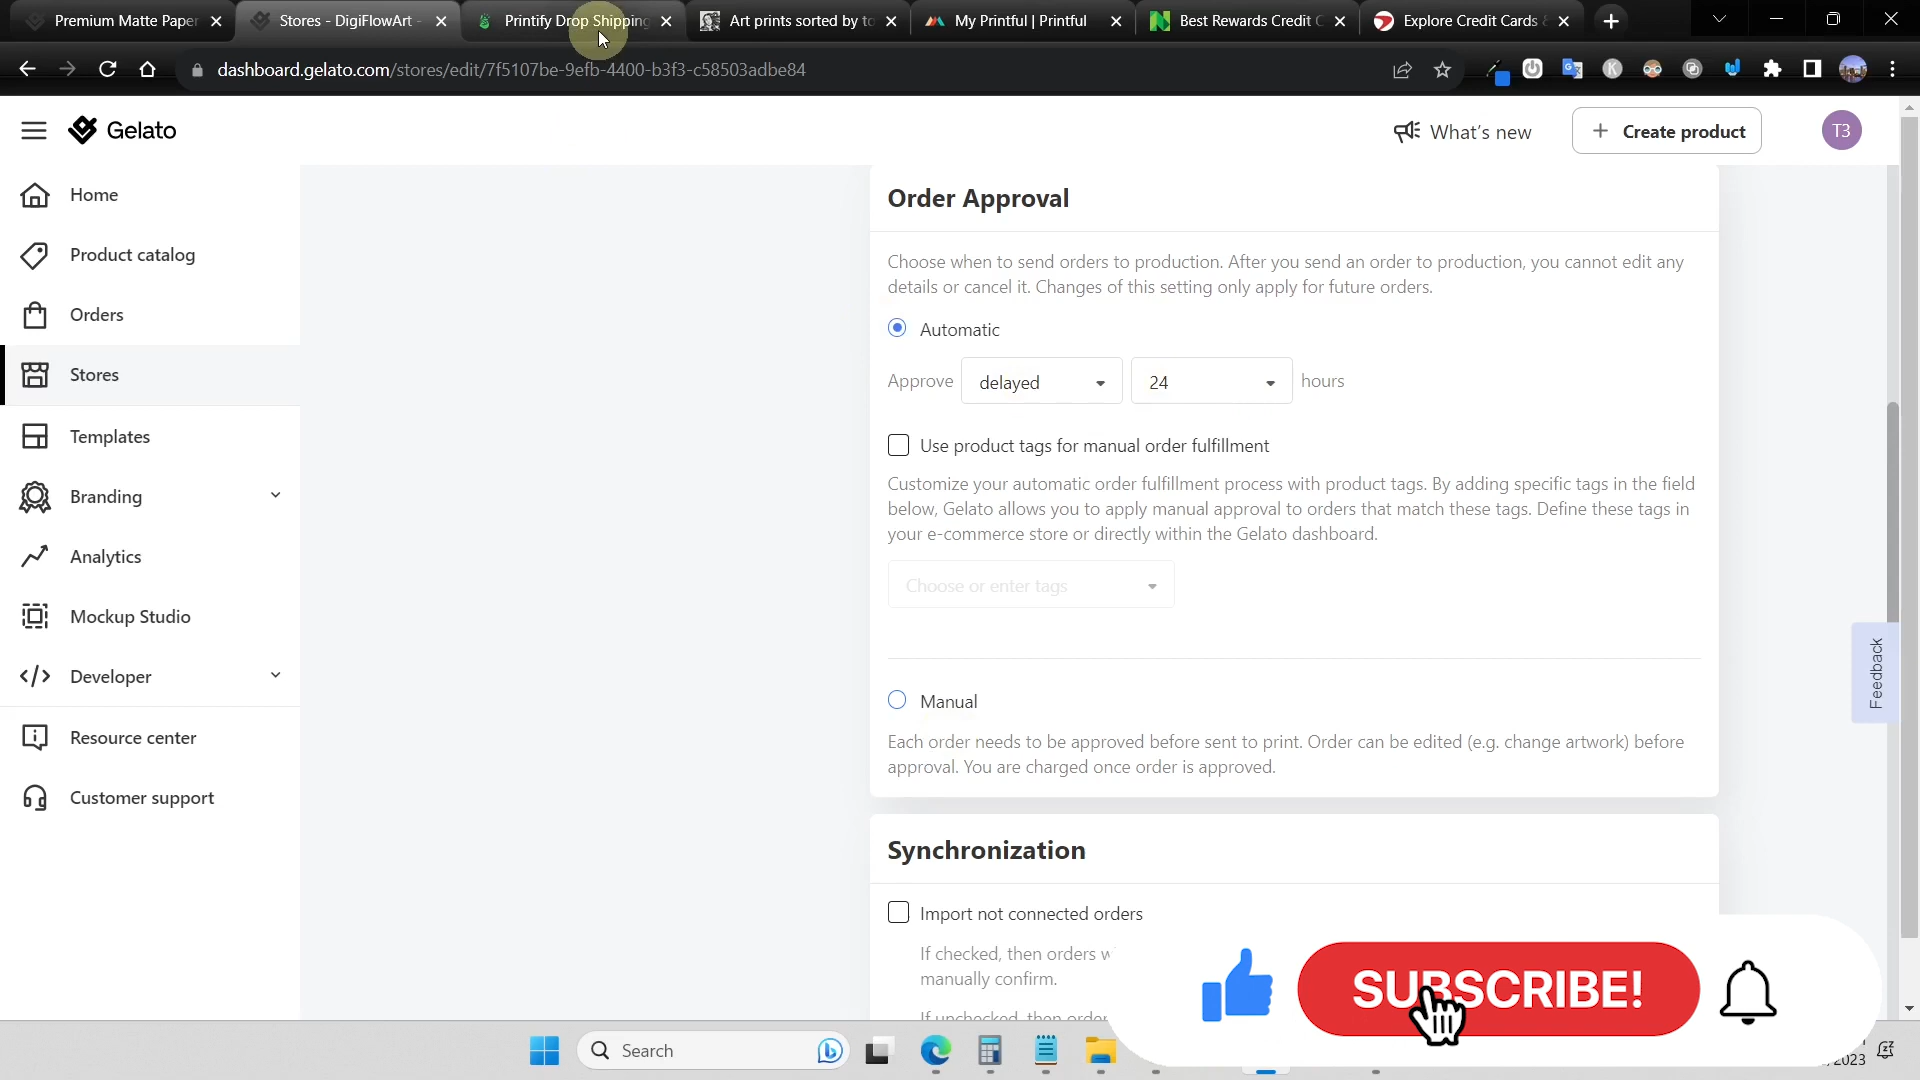 Premium Matte Paper
Stores - DigiFlowArt -
Printify Drop Shipping
Art prints sorted by to
My Printful | Printful
Best Rewards Credit C
Explore Credit Cards &
dashboard.gelato.com/stores/edit/7f5107be-9efb-4400-b3f3-c58503adbe84
Gelato
What's new
+ Create product
T3
Home
Product catalog
Orders
Stores
Templates
Branding
Analytics
Mockup Studio
Developer
Resource center
Customer support
Order Approval
Choose when to send orders to production. After you send an order to production, you cannot edit any
details or cancel it. Changes of this setting only apply for future orders.
Automatic
Approve delayed 24 hours
Use product tags for manual order fulfillment
Customize your automatic order fulfillment process with product tags. By adding specific tags in the field
below, Gelato allows you to apply manual approval to orders that match these tags. Define these tags in
your e-commerce store or directly within the Gelato dashboard.
Choose or enter tags
Manual
Each order needs to be approved before sent to print. Order can be edited (e.g. change artwork) before
approval. You are charged once order is approved.
Feedback
Synchronization
Import not connected orders
If checked, then orders
manually confirm.
If unchecked, then order
SUBSCRIBE!
Search
/2023